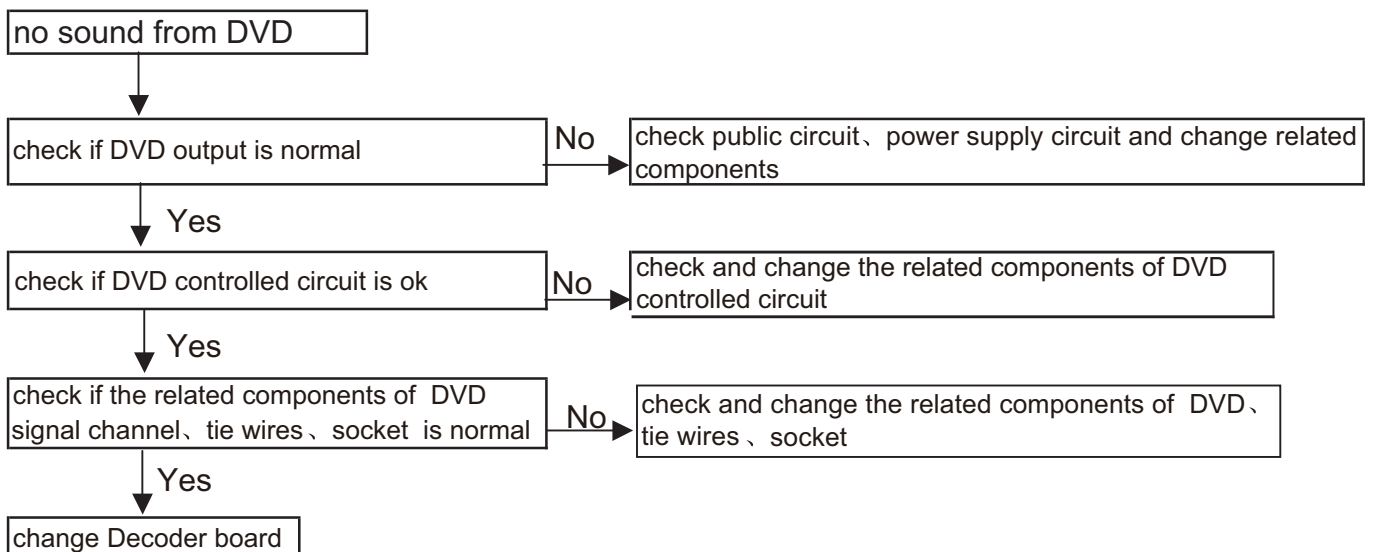 no sound from DVD
check if DVD output is normal
No
check public circuit、power supply circuit and change related
components
Yes
check if DVD controlled circuit is ok
No
check and change the related components of DVD
controlled circuit
Yes
check if the related components of DVD
signal channel、tie wires、socket is normal
No
check and change the related components of DVD、
tie wires、socket
Yes
change Decoder board